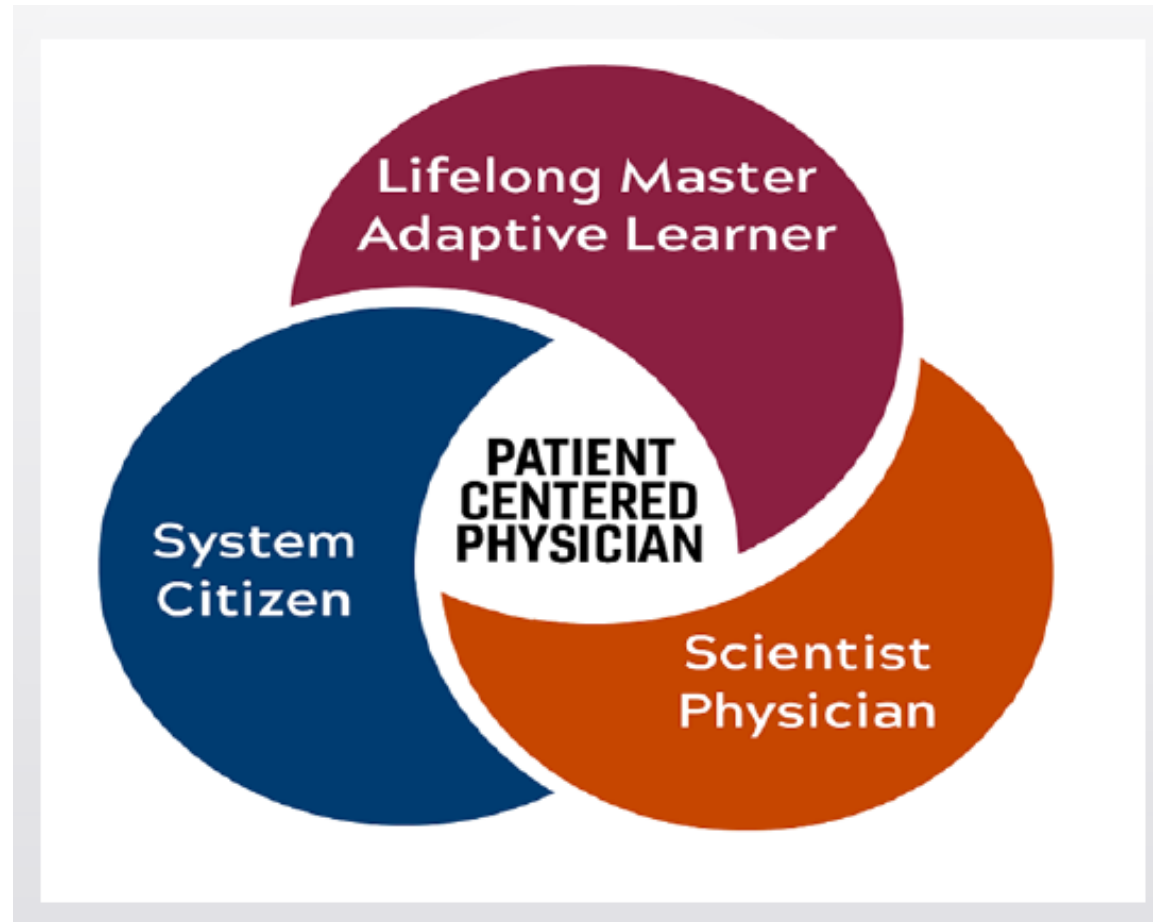 Lifelong Master
Adaptive Learner
PATIENT
CENTERED
PHYSICIAN
System
Citizen
Scientist
Physician